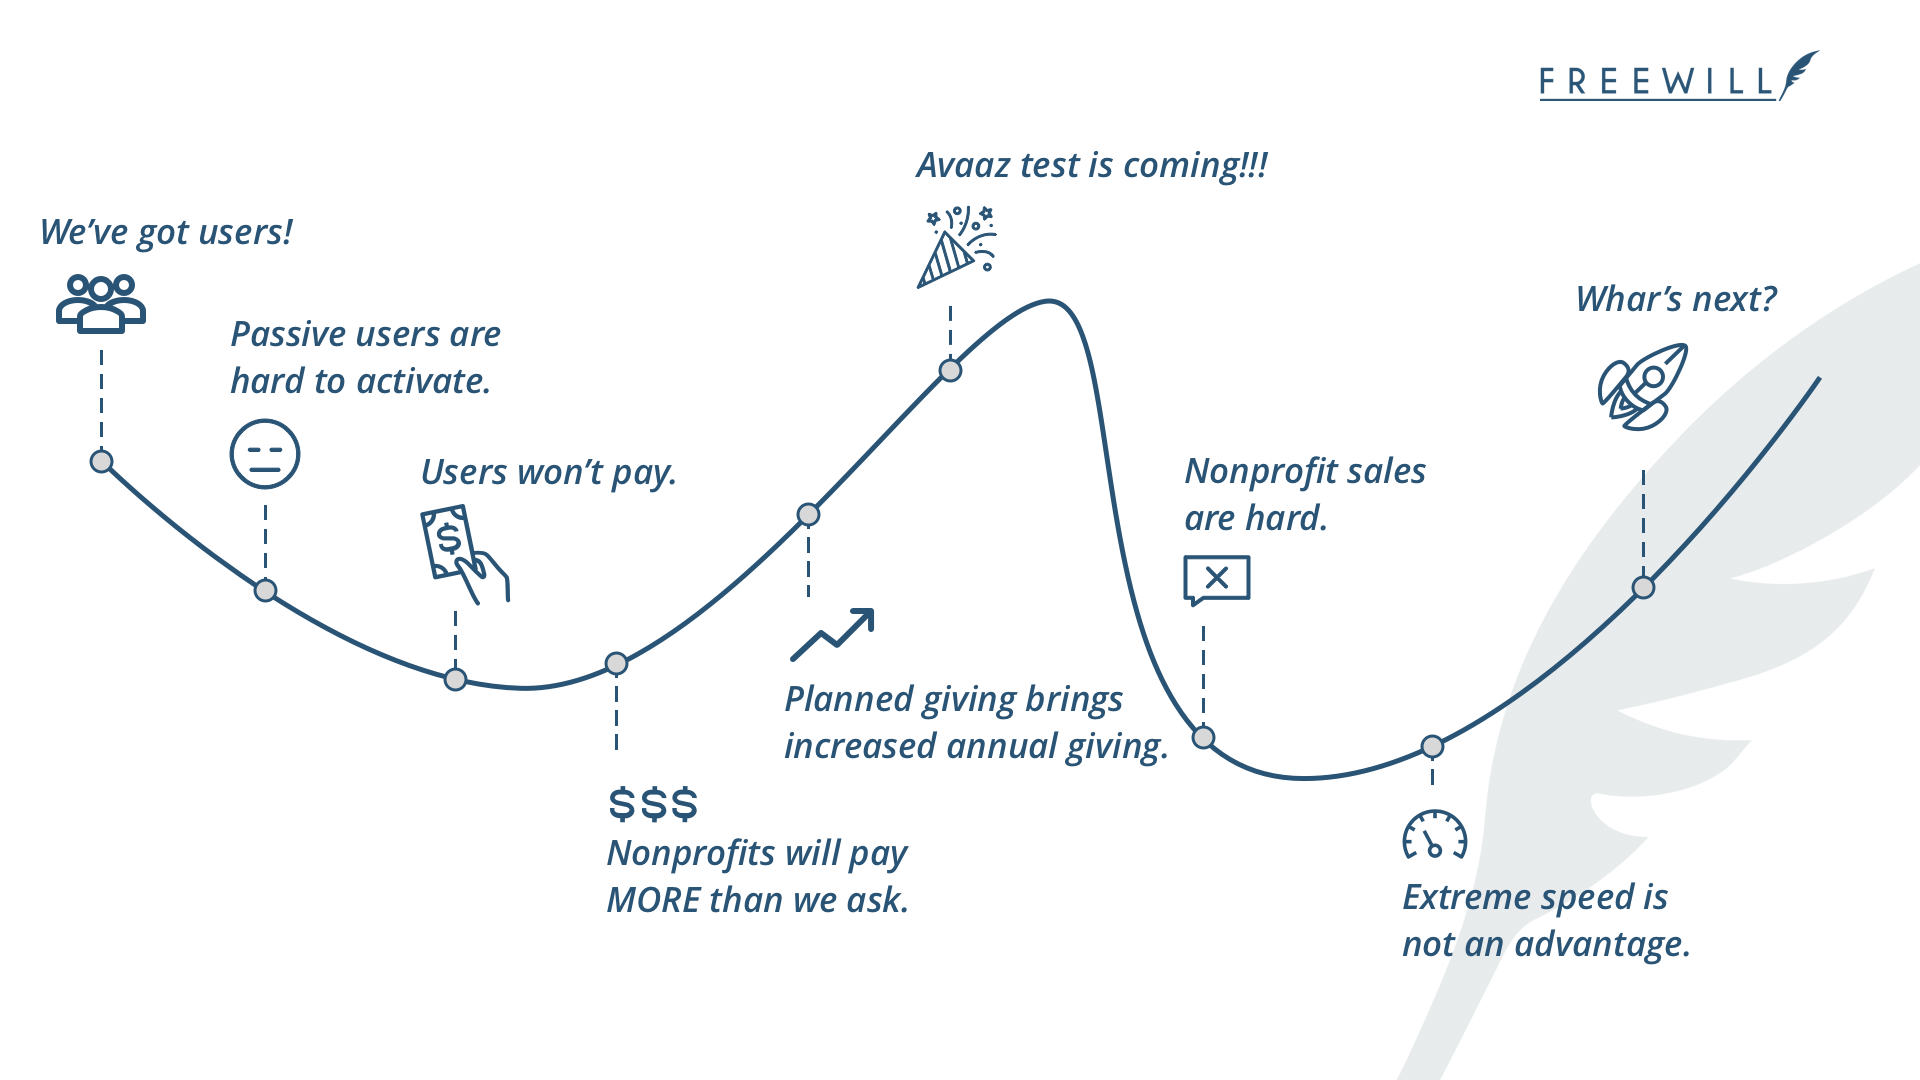 FREEWILL
We've got users!
Passive users are
hard to activate.
Users won't pay.
$
$$$
Nonprofits will pay
MORE than we ask.
Planned giving brings
increased annual giving.
Avaaz test is coming!!!
Nonprofit sales
are hard.
Extreme speed is
not an advantage.
Whar's next?